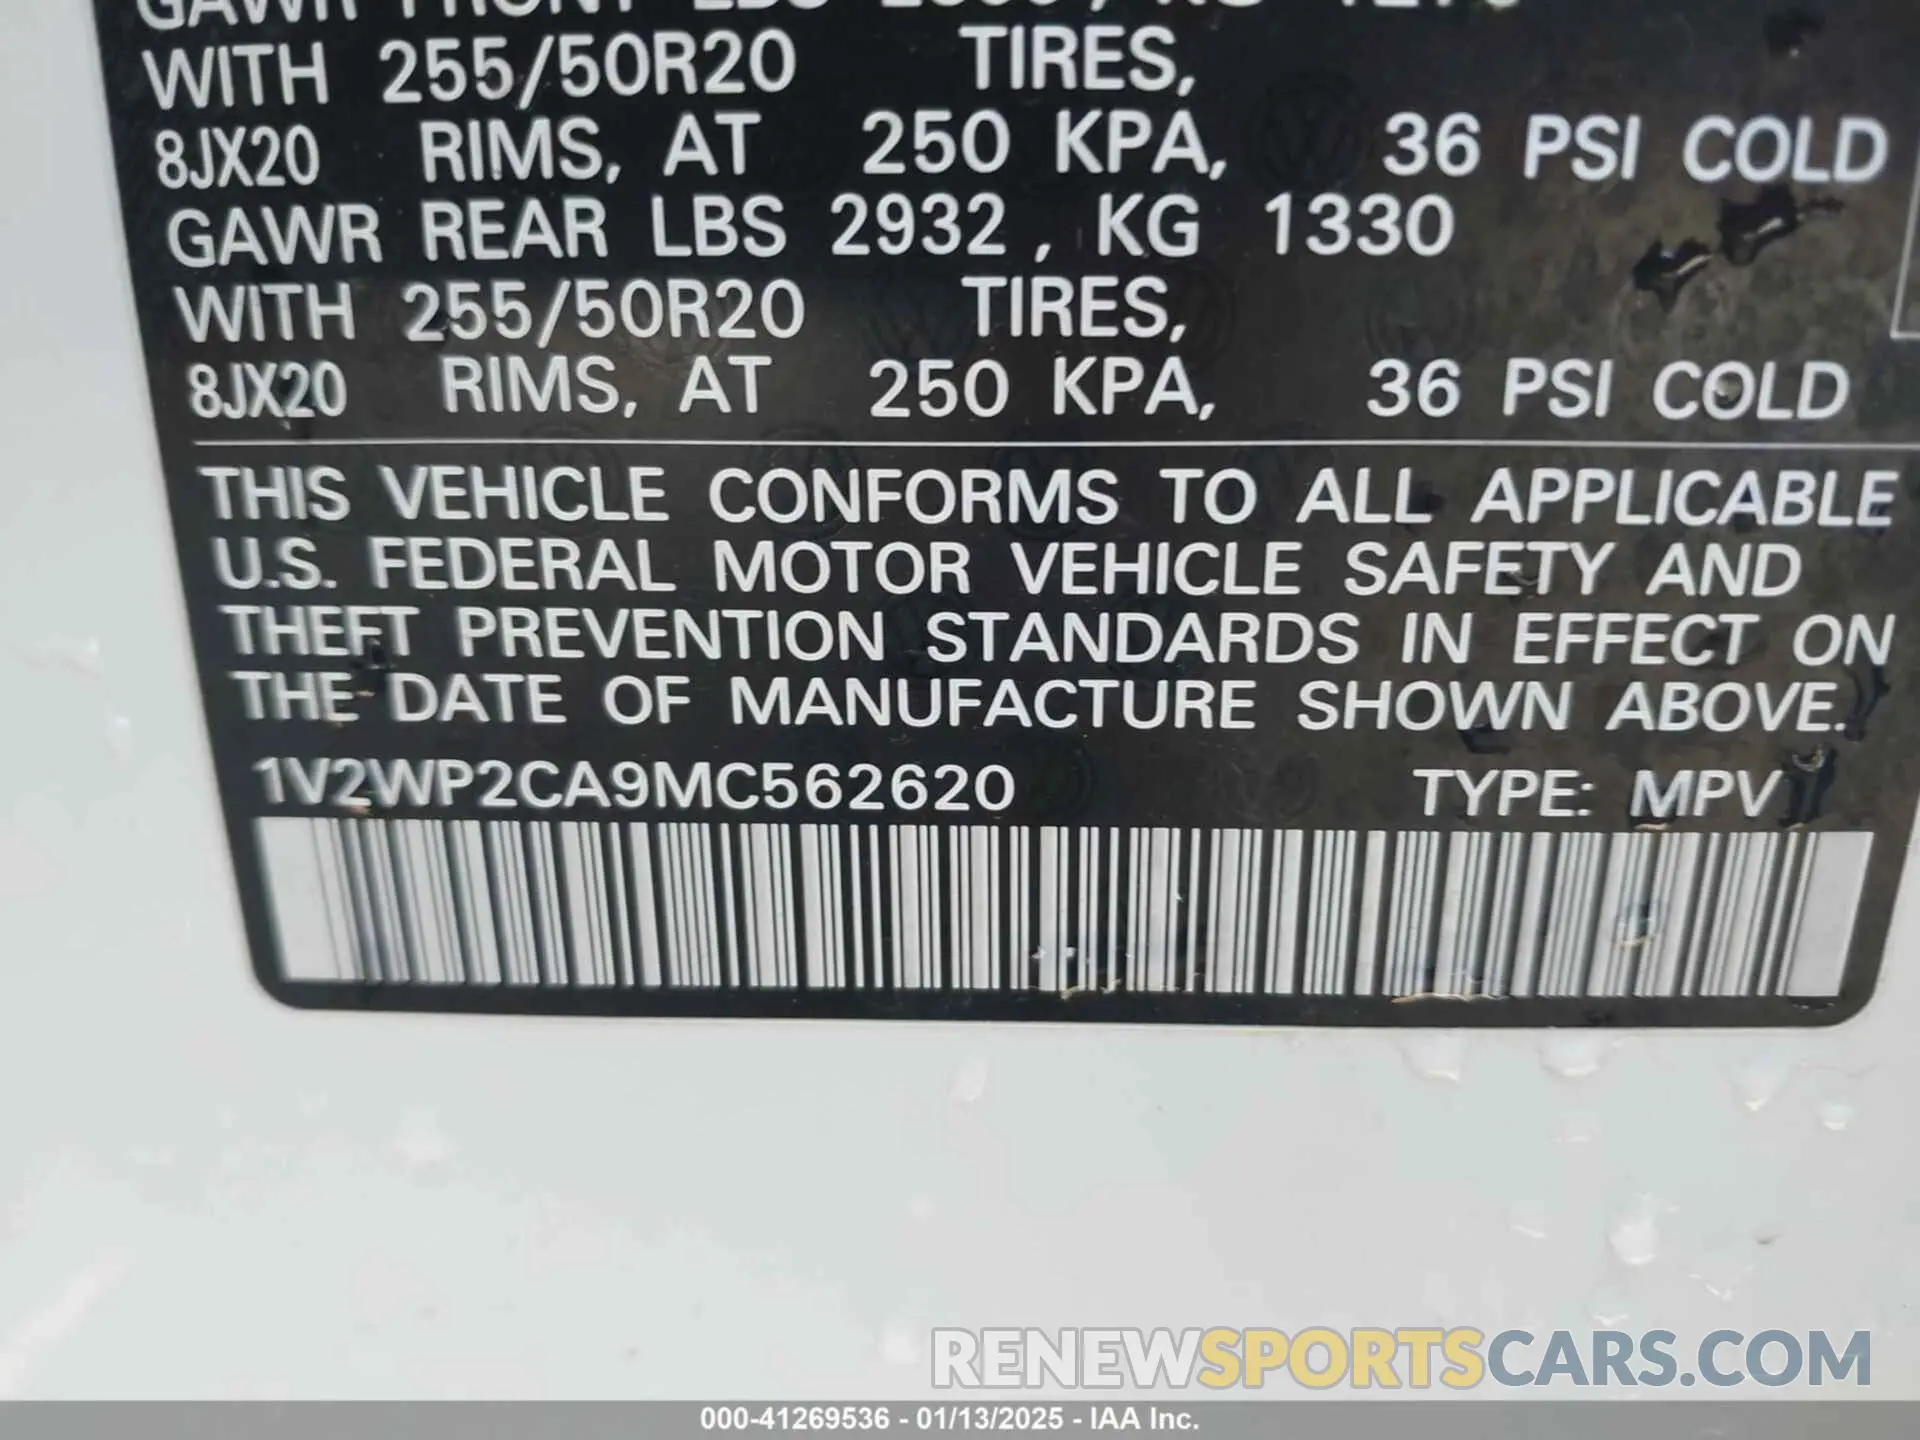 GAWR FRONT LBS
WITH 255/50R20 TIRES,
8JX20 RIMS, AT 250 KPA, 36 PSI COLD
GAWR REAR LBS 2932, KG 1330
WITH 255/50R20 TIRES,
8JX20 RIMS, AT 250 KPA, 36 PSI COLD
THIS VEHICLE CONFORMS TO ALL APPLICABLE
U.S. FEDERAL MOTOR VEHICLE SAFETY AND
THEFT PREVENTION STANDARDS IN EFFECT ON
THE DATE OF MANUFACTURE SHOWN ABOVE.
1V2WP2CA9MC562620 TYPE: MPV
RENEWSPORTSCARS.COM
000-41269536 - 01/13/2025 - IAA Inc.